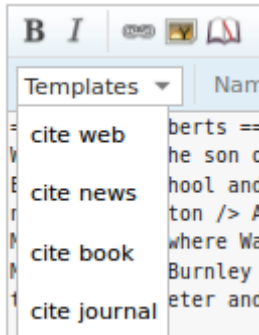 B I
Templates Nam
cite web
cite news
cite book
cite journal
= berts ==
he son o
hool and
ton /> A
where Wa
Burnley
eter and